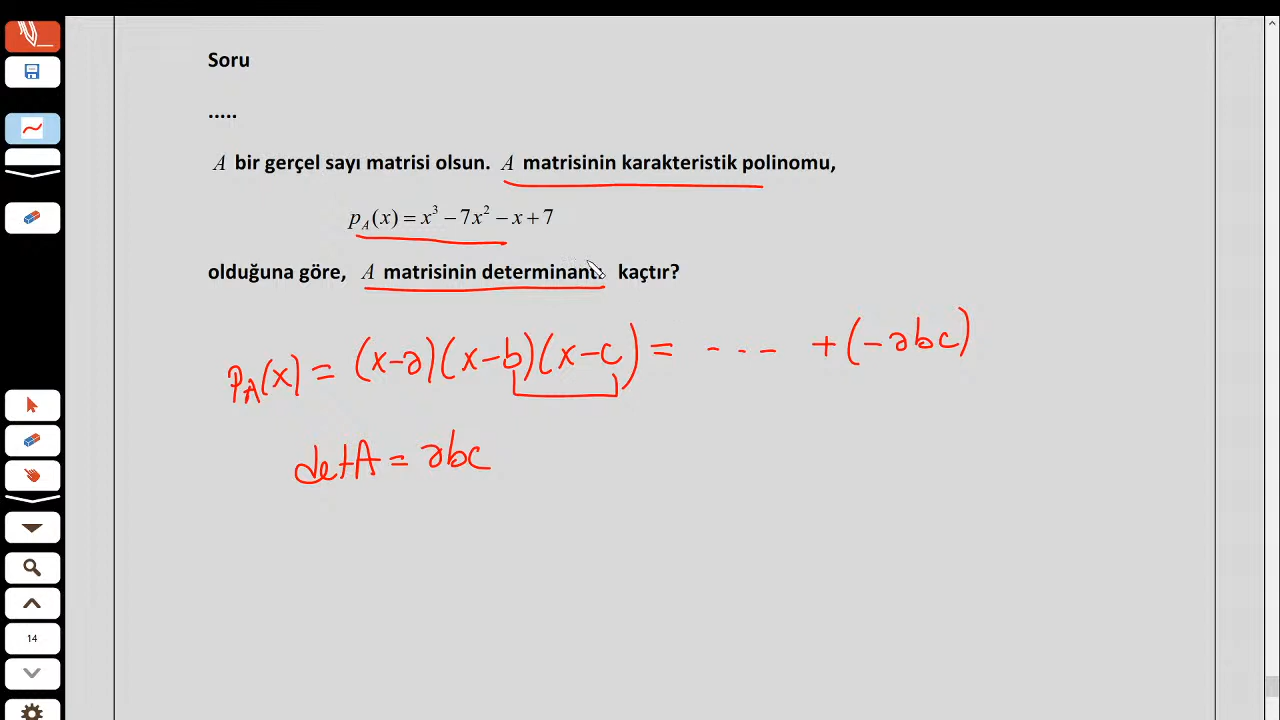 Soru
.....
A bir gerçel sayı matrisi olsun. A matrisinin karakteristik polinomu,
p_A(x) = x³ − 7x² − x + 7
olduğuna göre, A matrisinin determinantı kaçtır?
p_A(x) = (x-a)(x-b)(x-c) = --- + (-abc)
detA = abc
14